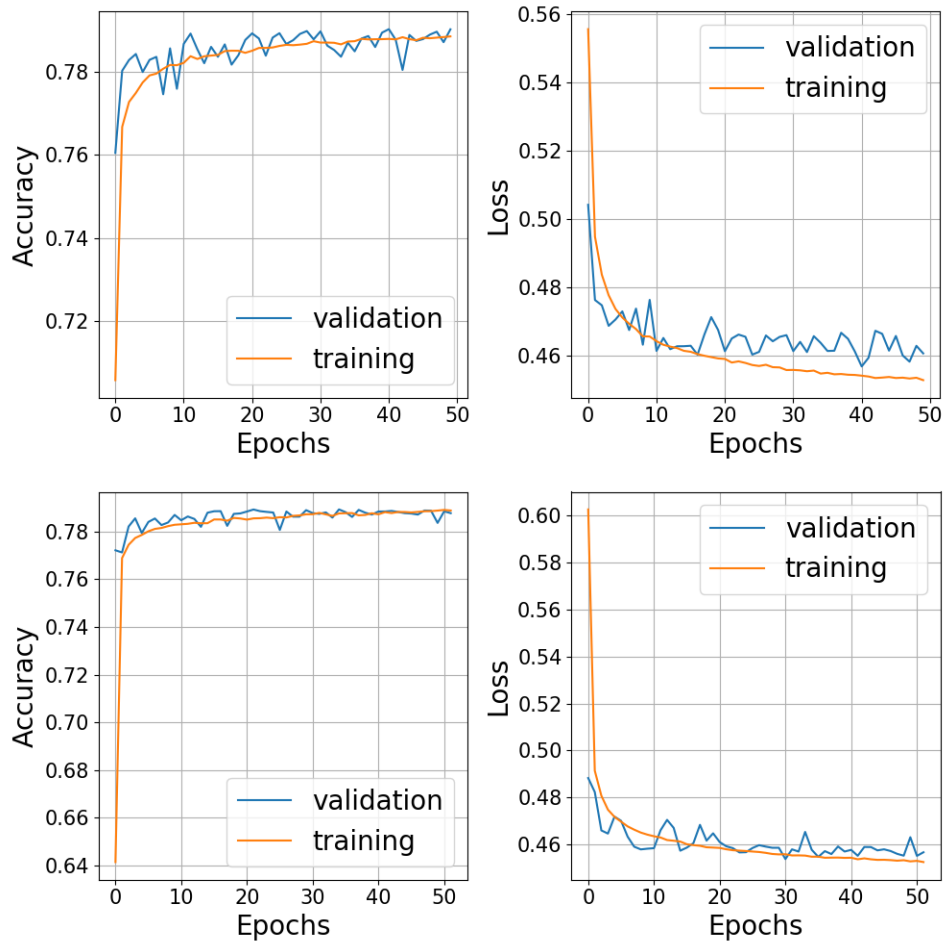 0.78
0.76
0.74
0.72
Accuracy
validation
training
0 10 20 30 40 50
Epochs
0.56
0.54
0.52
0.50
0.48
0.46
Loss
validation
training
0 10 20 30 40 50
Epochs
0.78
0.76
0.74
0.72
0.70
0.68
0.66
0.64
Accuracy
validation
training
0 10 20 30 40 50
Epochs
0.60
0.58
0.56
0.54
0.52
0.50
0.48
0.46
Loss
validation
training
0 10 20 30 40 50
Epochs